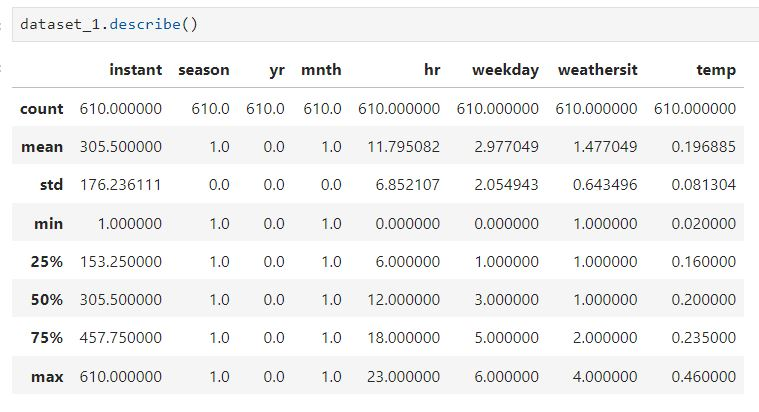 dataset_1.describe()
instant season yr mnth hr weekday weathersit temp
count 610.000000 610.0 610.0 610.0 610.000000 610.000000 610.000000 610.000000
mean 305.500000 1.0 0.0 1.0 11.795082 2.977049 1.477049 0.196885
std 176.236111 0.0 0.0 0.0 6.852107 2.054943 0.643496 0.081304
min 1.000000 1.0 0.0 1.0 0.000000 0.000000 1.000000 0.020000
25% 153.250000 1.0 0.0 1.0 6.000000 1.000000 1.000000 0.160000
50% 305.500000 1.0 0.0 1.0 12.000000 3.000000 1.000000 0.200000
75% 457.750000 1.0 0.0 1.0 18.000000 5.000000 2.000000 0.235000
max 610.000000 1.0 0.0 1.0 23.000000 6.000000 4.000000 0.460000